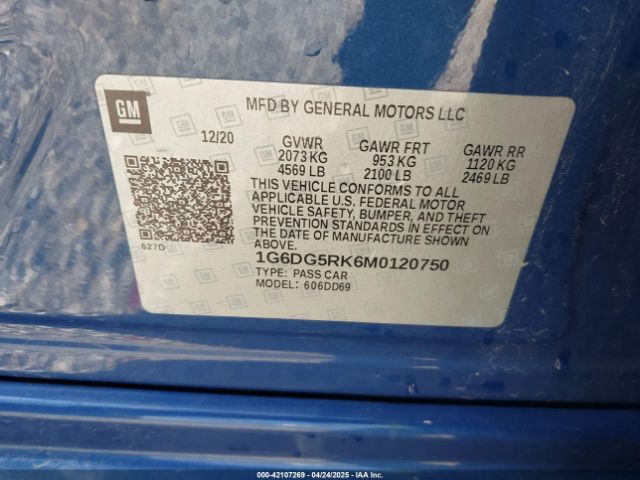 GM
MFD BY GENERAL MOTORS LLC
12/20
GVWR
2073 KG
4569 LB
GAWR FRT
953 KG
2100 LB
GAWR RR
1120 KG
2469 LB
THIS VEHICLE CONFORMS TO ALL
APPLICABLE U.S. FEDERAL MOTOR
VEHICLE SAFETY, BUMPER, AND THEFT
PREVENTION STANDARDS IN EFFECT ON
THE DATE OF MANUFACTURE SHOWN
ABOVE.
627D
1G6DG5RK6M0120750
TYPE: PASS CAR
MODEL: 606DD69
000-42107269 - 04/24/2025 - IAAI.COM